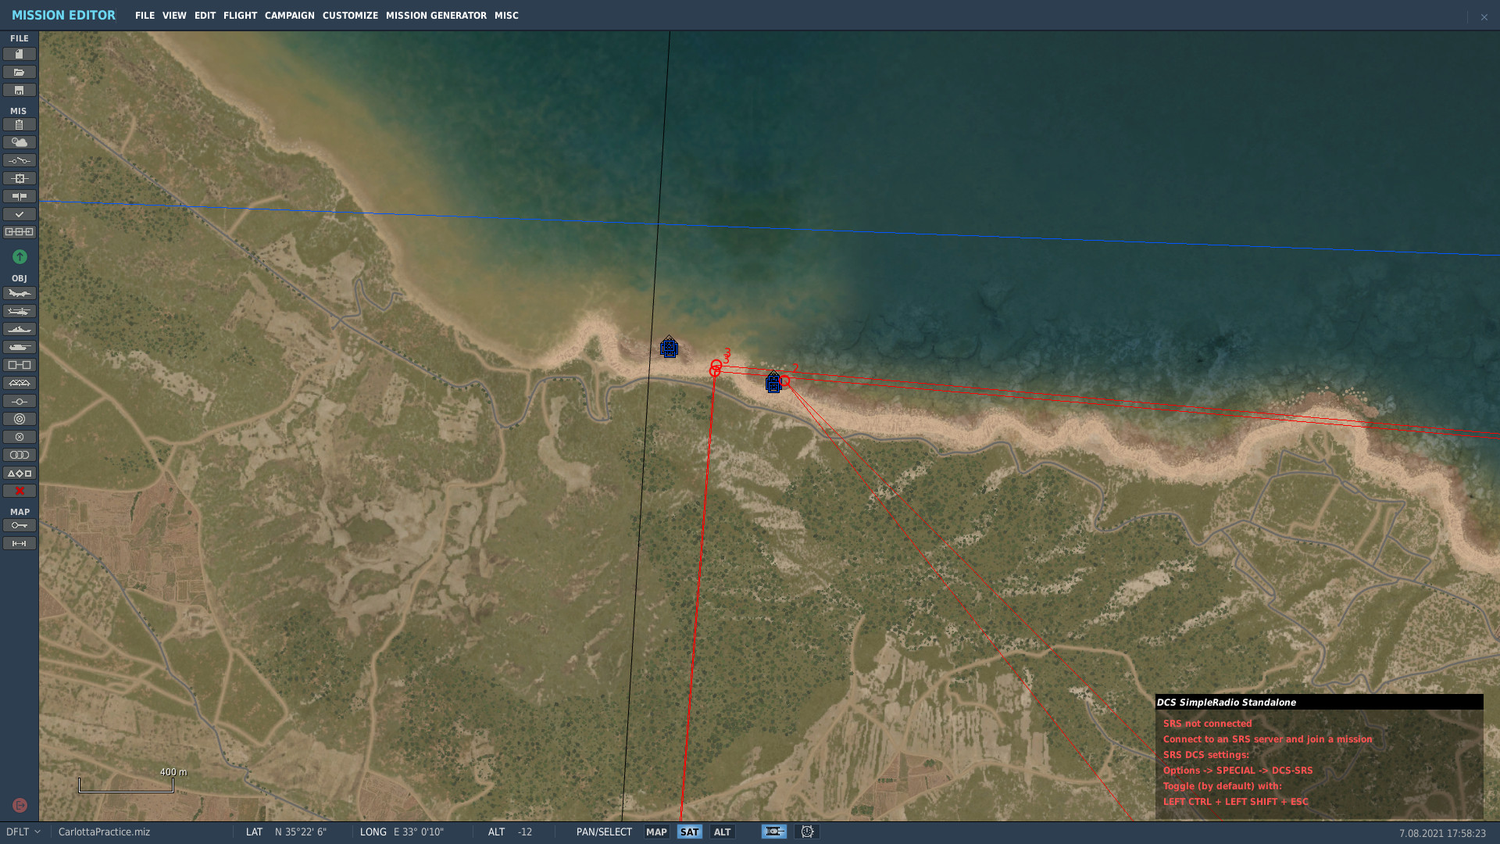 MISSION EDITOR FILE VIEW EDIT FLIGHT CAMPAIGN CUSTOMIZE MISSION GENERATOR MISC
FILE
MIS
OBJ
MAP
3
3
2
400 m
DCS SimpleRadio Standalone
SRS not connected
Connect to an SRS server and join a mission
SRS DCS settings:
Options -> SPECIAL -> DCS-SRS
Toggle (by default) with:
LEFT CTRL + LEFT SHIFT + ESC
DFLT CarlottaPractice.miz LAT N 35°22' 6" LONG E 33° 0'10" ALT -12 PAN/SELECT MAP SAT ALT 7.08.2021 17:58:23